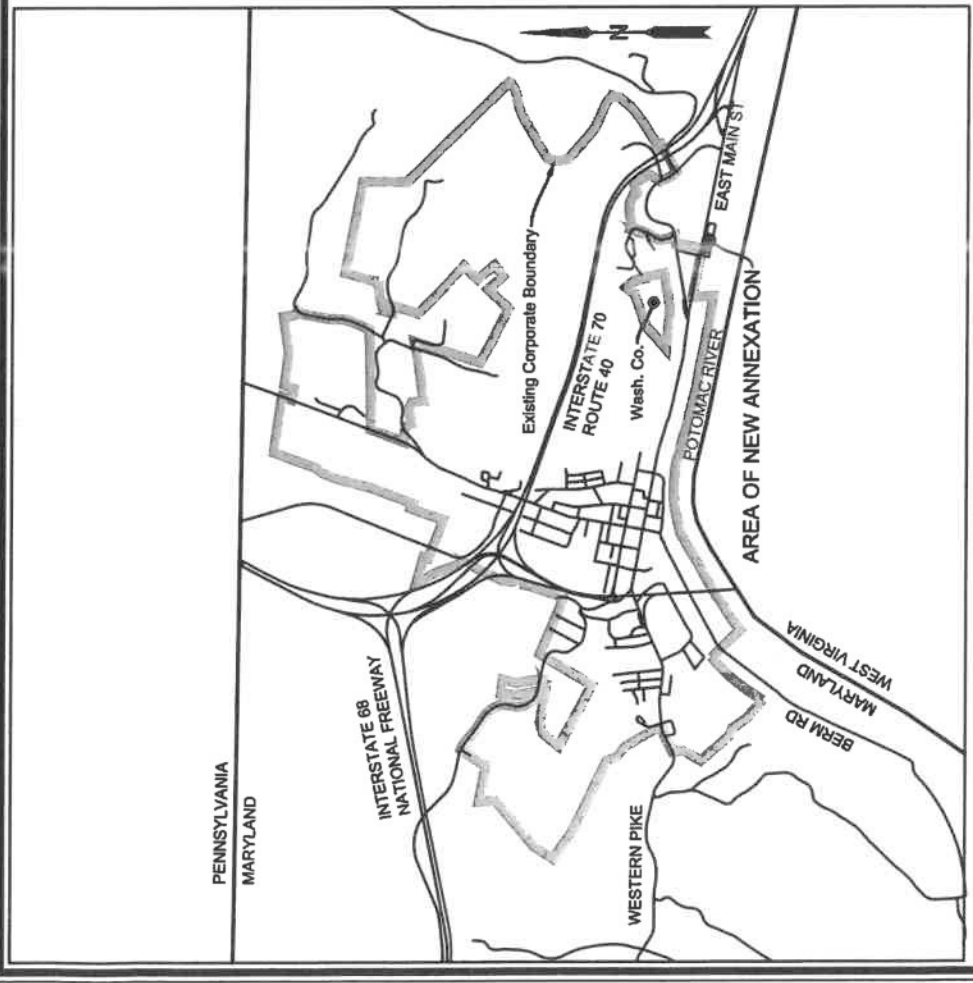 PENNSYLVANIA
MARYLAND
INTERSTATE 68
NATIONAL FREEWAY
WESTERN PIKE
BERM RD
MARYLAND
WEST VIRGINIA
AREA OF NEW ANNEXATION
POTOMAC RIVER
EAST MAIN ST
Wash. Co.
INTERSTATE 70
ROUTE 40
Existing Corporate Boundary
N